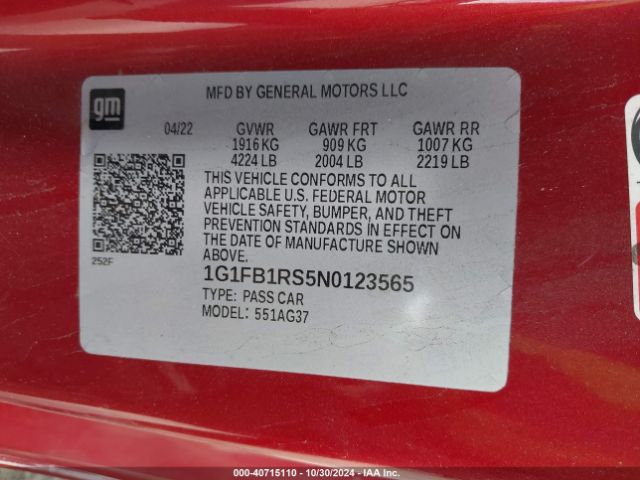 gm
MFD BY GENERAL MOTORS LLC
04/22 GVWR GAWR FRT GAWR RR
1916 KG 909 KG 1007 KG
4224 LB 2004 LB 2219 LB
THIS VEHICLE CONFORMS TO ALL
APPLICABLE U.S. FEDERAL MOTOR
VEHICLE SAFETY, BUMPER, AND THEFT
PREVENTION STANDARDS IN EFFECT ON
THE DATE OF MANUFACTURE SHOWN
ABOVE.
252F
1G1FB1RS5N0123565
TYPE: PASS CAR
MODEL: 551AG37
000-40715110 - 10/30/2024 - IAA Inc.